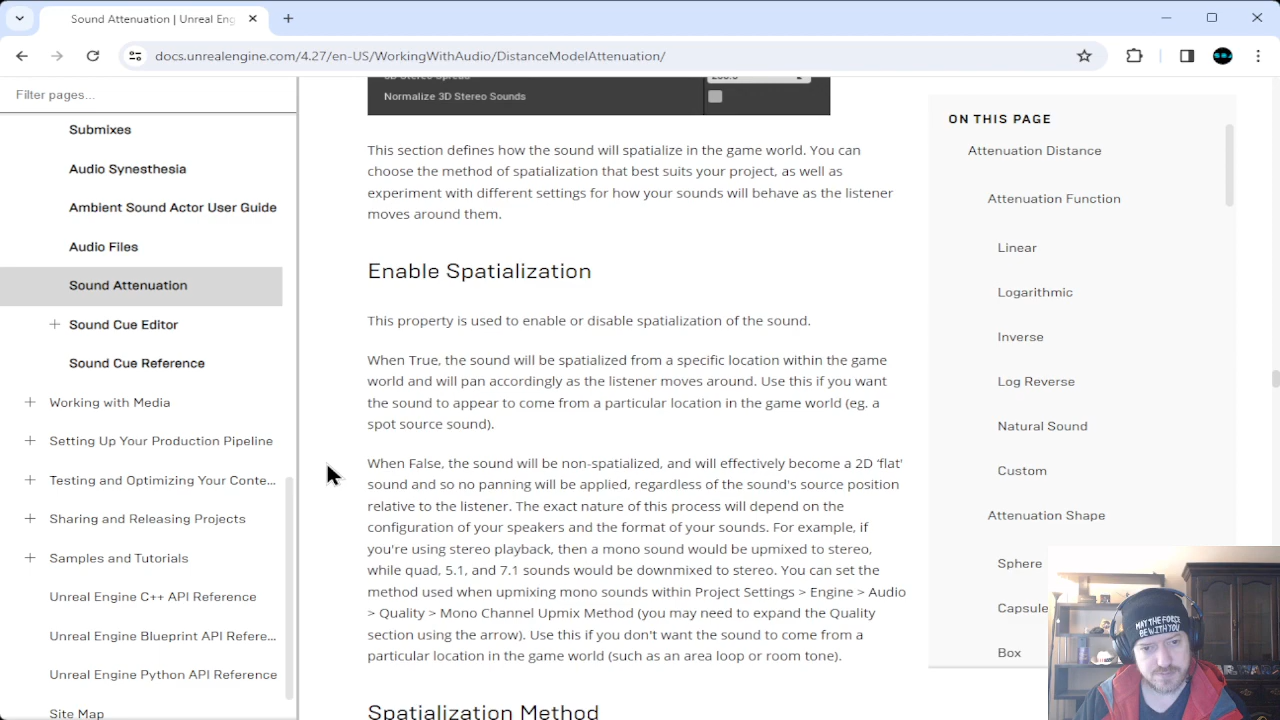 Sound Attenuation | Unreal Eng
docs.unrealengine.com/4.27/en-US/WorkingWithAudio/DistanceModelAttenuation/
Filter pages...
Submixes
Audio Synesthesia
Ambient Sound Actor User Guide
Audio Files
Sound Attenuation
Sound Cue Editor
Sound Cue Reference
Working with Media
Setting Up Your Production Pipeline
Testing and Optimizing Your Conte...
Sharing and Releasing Projects
Samples and Tutorials
Unreal Engine C++ API Reference
Unreal Engine Blueprint API Refere...
Unreal Engine Python API Reference
Site Map
3D Stereo Spread
Normalize 3D Stereo Sounds
This section defines how the sound will spatialize in the game world. You can
choose the method of spatialization that best suits your project, as well as
experiment with different settings for how your sounds will behave as the listener
moves around them.
Enable Spatialization
This property is used to enable or disable spatialization of the sound.
When True, the sound will be spatialized from a specific location within the game
world and will pan accordingly as the listener moves around. Use this if you want
the sound to appear to come from a particular location in the game world (eg. a
spot source sound).
When False, the sound will be non-spatialized, and will effectively become a 2D ‘flat’
sound and so no panning will be applied, regardless of the sound's source position
relative to the listener. The exact nature of this process will depend on the
configuration of your speakers and the format of your sounds. For example, if
you're using stereo playback, then a mono sound would be upmixed to stereo,
while quad, 5.1, and 7.1 sounds would be downmixed to stereo. You can set the
method used when upmixing mono sounds within Project Settings > Engine > Audio
> Quality > Mono Channel Upmix Method (you may need to expand the Quality
section using the arrow). Use this if you don't want the sound to come from a
particular location in the game world (such as an area loop or room tone).
Spatialization Method
ON THIS PAGE
Attenuation Distance
Attenuation Function
Linear
Logarithmic
Inverse
Log Reverse
Natural Sound
Custom
Attenuation Shape
Sphere
Capsule
Box
MAY THE FORCE
BE WITH YOU